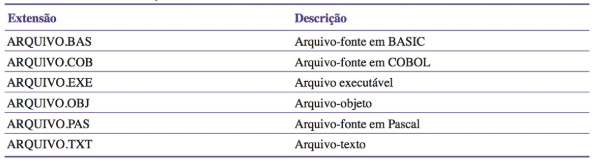 Extensão Descrição
ARQUIVO.BAS Arquivo-fonte em BASIC
ARQUIVO.COB Arquivo-fonte em COBOL
ARQUIVO.EXE Arquivo executável
ARQUIVO.OBJ Arquivo-objeto
ARQUIVO.PAS Arquivo-fonte em Pascal
ARQUIVO.TXT Arquivo-texto